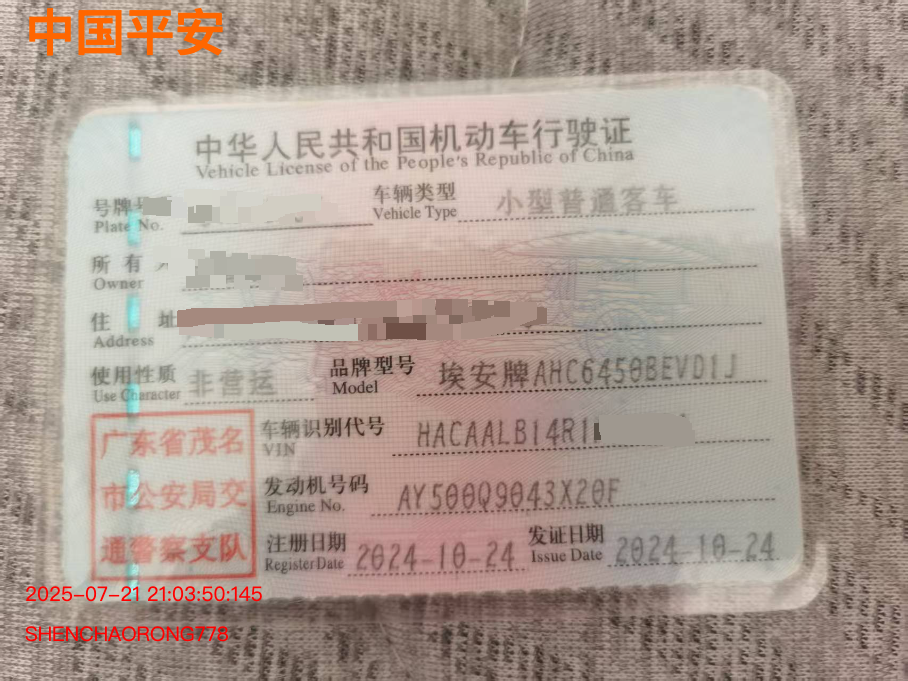 中国平安
中华人民共和国机动车行驶证
Vehicle License of the People's Republic of China
号牌 车辆类型 小型普通客车
Plate No. Vehicle Type
所有
Owner
住 址
Address
使用性质 非营运 品牌型号 埃安牌AHC6450BEVD1J
Use Character Model
广东省茂名 车辆识别代号 HACAALB14R1
VIN
市公安局交 发动机号码 AY500Q9043X20F
Engine No.
通警察支队 注册日期 2024-10-24 发证日期 2024-10-24
Register Date Issue Date
2025-07-21 21:03:50:145
SHENCHAORONG778